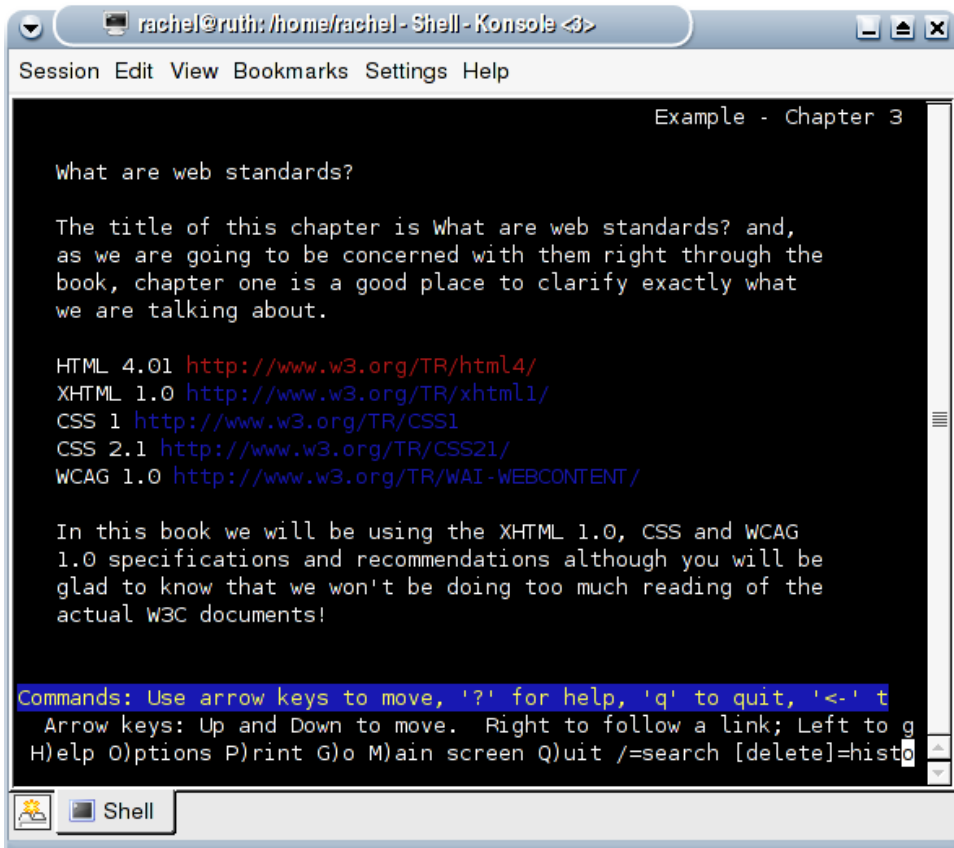 rachel@ruth: /home/rachel - Shell - Konsole <3>
Session Edit View Bookmarks Settings Help
Example - Chapter 3
What are web standards?
The title of this chapter is What are web standards? and,
as we are going to be concerned with them right through the
book, chapter one is a good place to clarify exactly what
we are talking about.
HTML 4.01 http://www.w3.org/TR/html4/
XHTML 1.0 http://www.w3.org/TR/xhtml1/
CSS 1 http://www.w3.org/TR/CSS1
CSS 2.1 http://www.w3.org/TR/CSS21/
WCAG 1.0 http://www.w3.org/TR/WAI-WEBCONTENT/
In this book we will be using the XHTML 1.0, CSS and WCAG
1.0 specifications and recommendations although you will be
glad to know that we won't be doing too much reading of the
actual W3C documents!
Commands: Use arrow keys to move, '?' for help, 'q' to quit, '<-' t
Arrow keys: Up and Down to move. Right to follow a link; Left to g
H)elp O)ptions P)rint G)o M)ain screen Q)uit /=search [delete]=histo
Shell